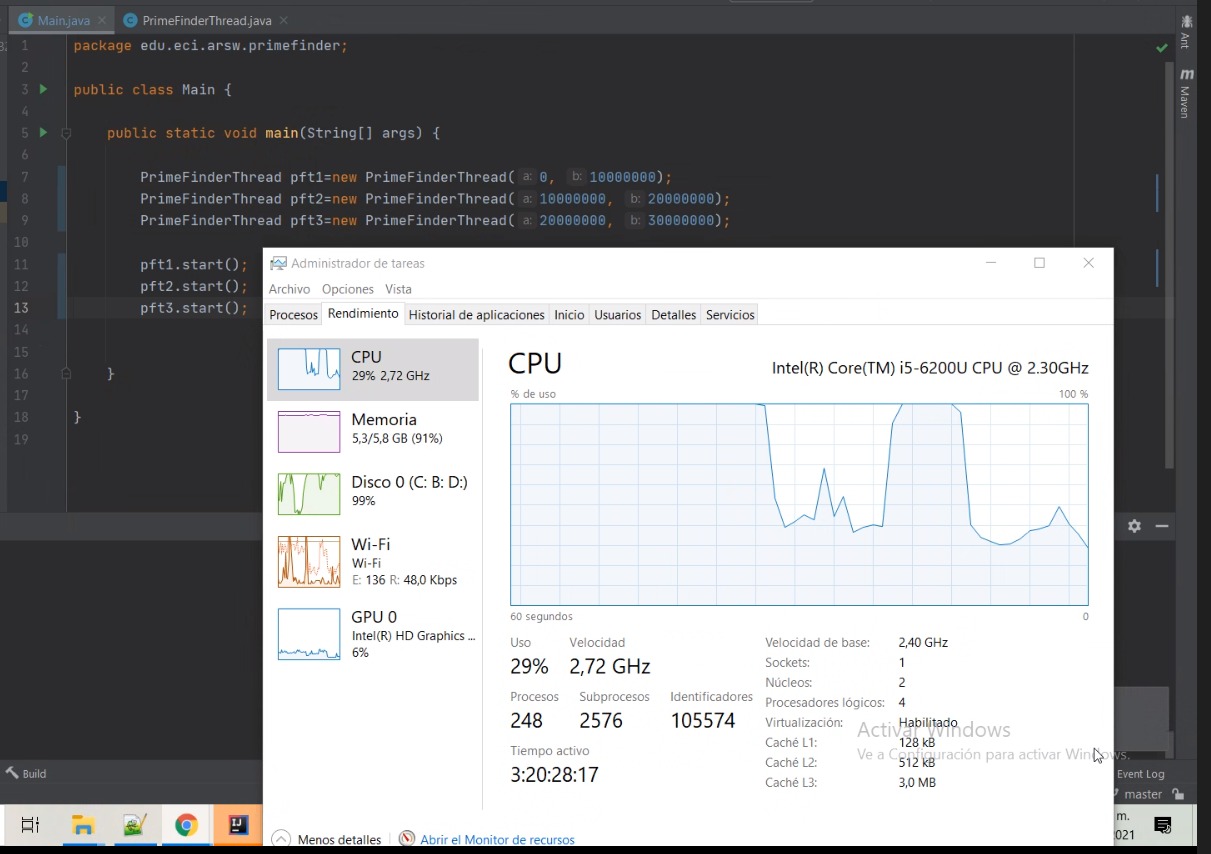 Main.java
PrimeFinderThread.java
1 package edu.eci.arsw.primefinder;
2
3 public class Main {
4
5 public static void main(String[] args) {
6
7 PrimeFinderThread pft1=new PrimeFinderThread( a: 0, b: 10000000);
8 PrimeFinderThread pft2=new PrimeFinderThread( a: 10000000, b: 20000000);
9 PrimeFinderThread pft3=new PrimeFinderThread( a: 20000000, b: 30000000);
10
11 pft1.start();
12 pft2.start();
13 pft3.start();
14
15
16 }
17
18 }
19
Ant
m
Maven
Administrador de tareas
Archivo Opciones Vista
Procesos Rendimiento Historial de aplicaciones Inicio Usuarios Detalles Servicios
CPU
29% 2,72 GHz
Memoria
5,3/5,8 GB (91%)
Disco 0 (C: B: D:)
99%
Wi-Fi
Wi-Fi
E: 136 R: 48,0 Kbps
GPU 0
Intel(R) HD Graphics ...
6%
CPU
Intel(R) Core(TM) i5-6200U CPU @ 2.30GHz
% de uso 100 %
60 segundos 0
Uso Velocidad
29% 2,72 GHz
Procesos Subprocesos Identificadores
248 2576 105574
Tiempo activo
3:20:28:17
Velocidad de base: 2,40 GHz
Sockets: 1
Núcleos: 2
Procesadores lógicos: 4
Virtualización: Habilitado
Caché L1: 128 kB
Caché L2: 512 kB
Caché L3: 3,0 MB
Activar Windows
Ve a Configuración para activar Windows.
Menos detalles Abrir el Monitor de recursos
Build
Event Log
master
m.
2021